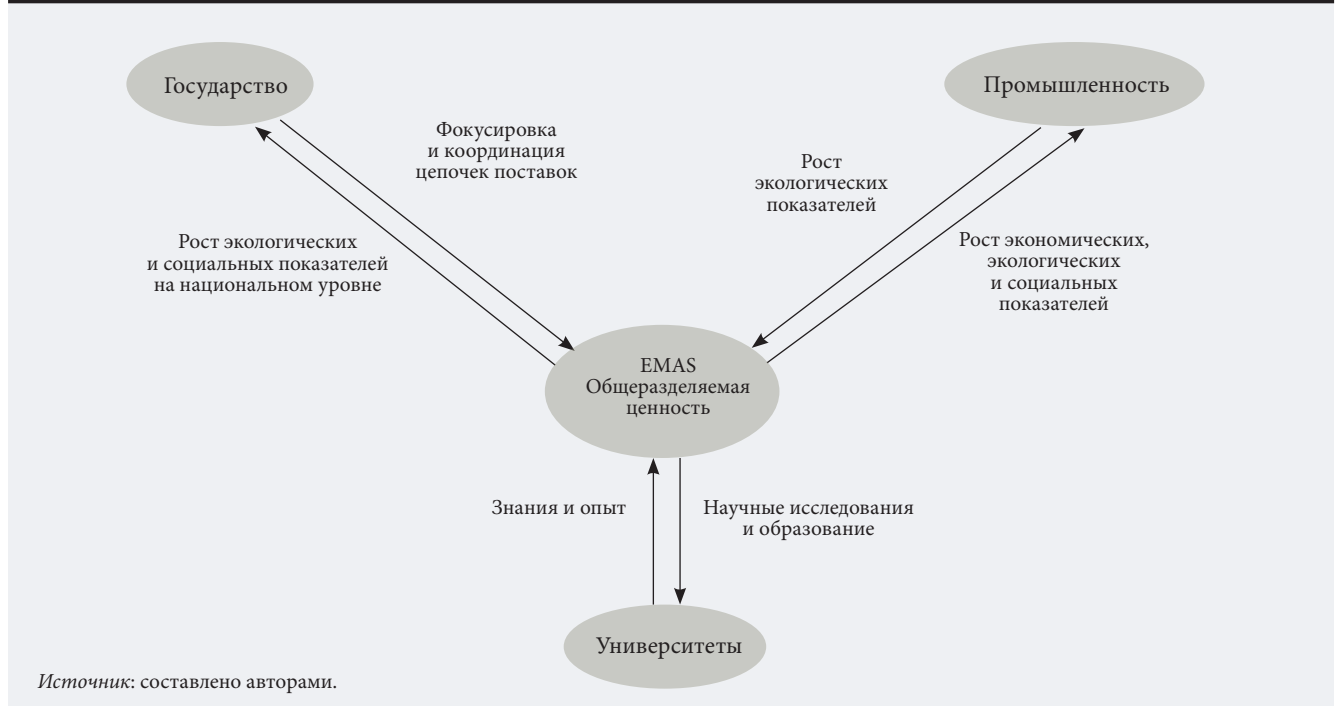 Государство
Промышленность
Фокусировка
и координация
цепочек поставок
Рост
экологических
показателей
Рост экологических
и социальных показателей
на национальном уровне
Рост экономических,
экологических
и социальных
показателей
EMAS
Общеразделяемая
ценность
Знания и опыт
Научные исследования
и образование
Университеты
Источник: составлено авторами.